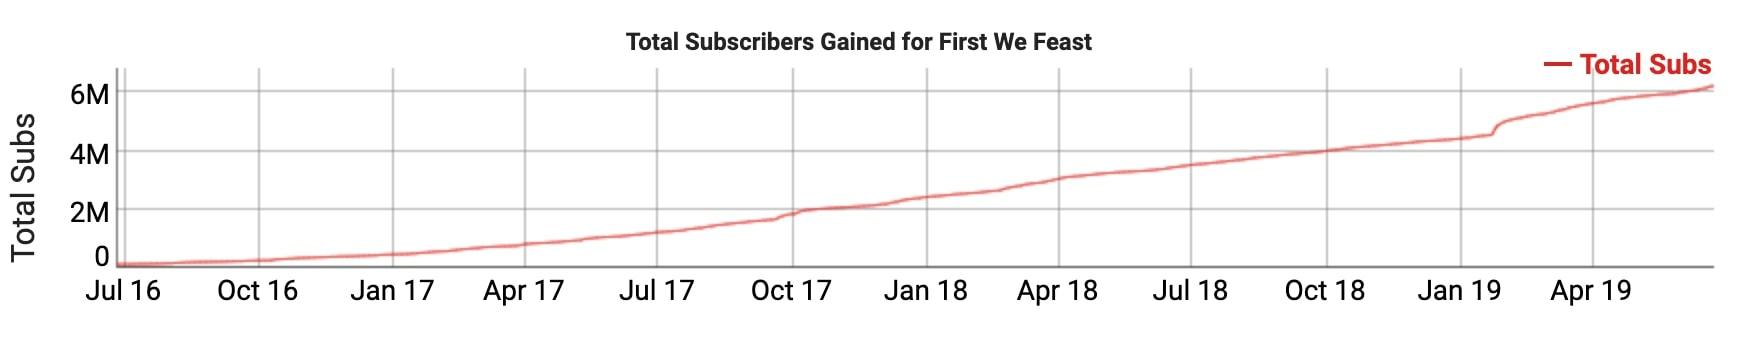 Total Subscribers Gained for First We Feast
Total Subs
Total Subs
6M
4M
2M
0
Jul 16 Oct 16 Jan 17 Apr 17 Jul 17 Oct 17 Jan 18 Apr 18 Jul 18 Oct 18 Jan 19 Apr 19